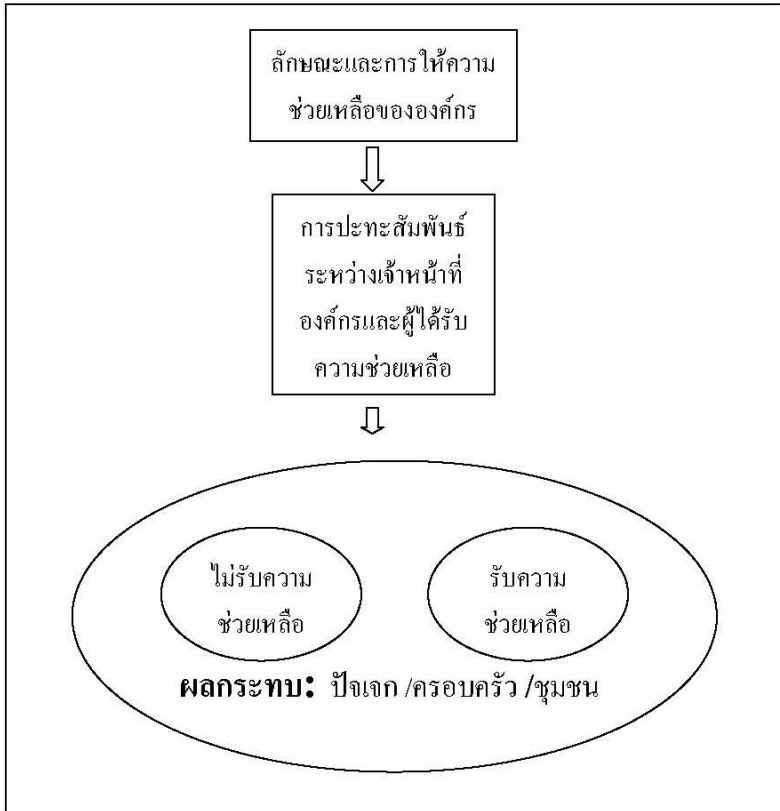 ลักษณะและการให้ความ
ช่วยเหลือขององค์กร
การปะทะสัมพันธ์
ระหว่างเจ้าหน้าที่
องค์กรและผู้ได้รับ
ความช่วยเหลือ
ไม่รับความ
ช่วยเหลือ
รับความ
ช่วยเหลือ
ผลกระทบ: ปัจเจก /ครอบครัว /ชุมชน